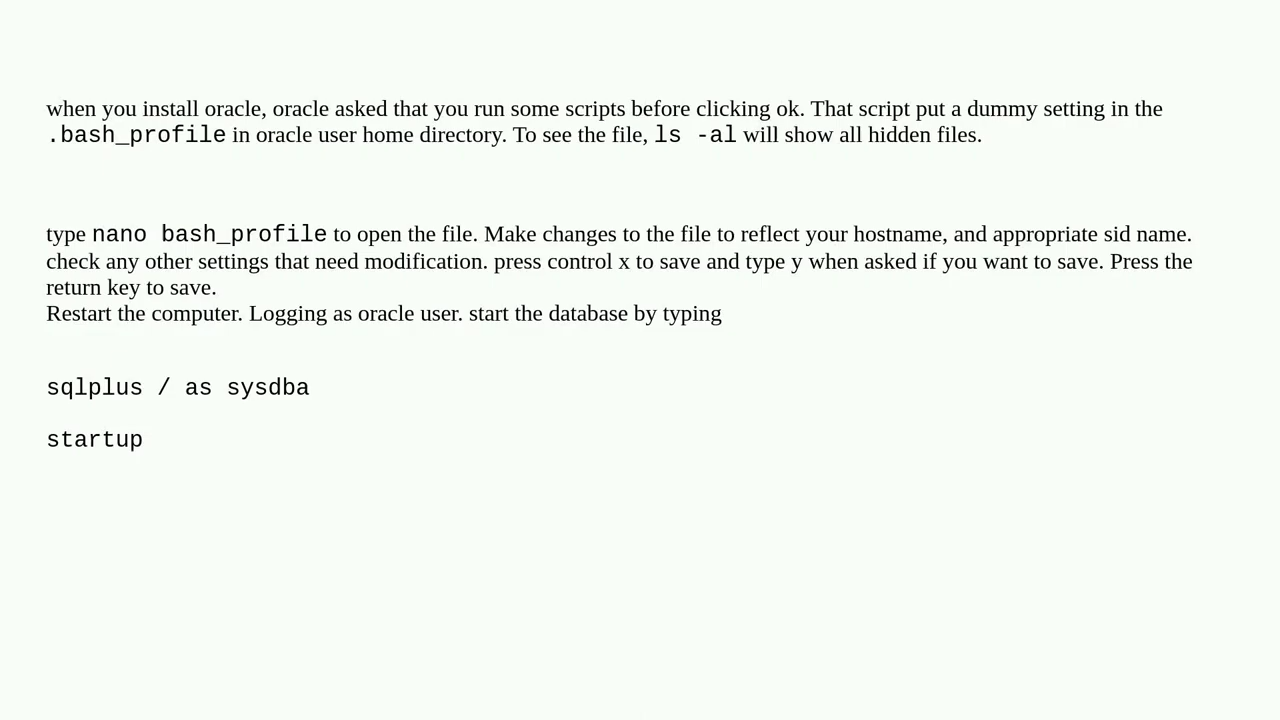 when you install oracle, oracle asked that you run some scripts before clicking ok. That script put a dummy setting in the
.bash_profile in oracle user home directory. To see the file, ls -al will show all hidden files.
type nano bash_profile to open the file. Make changes to the file to reflect your hostname, and appropriate sid name.
check any other settings that need modification. press control x to save and type y when asked if you want to save. Press the
return key to save.
Restart the computer. Logging as oracle user. start the database by typing
sqlplus / as sysdba
startup